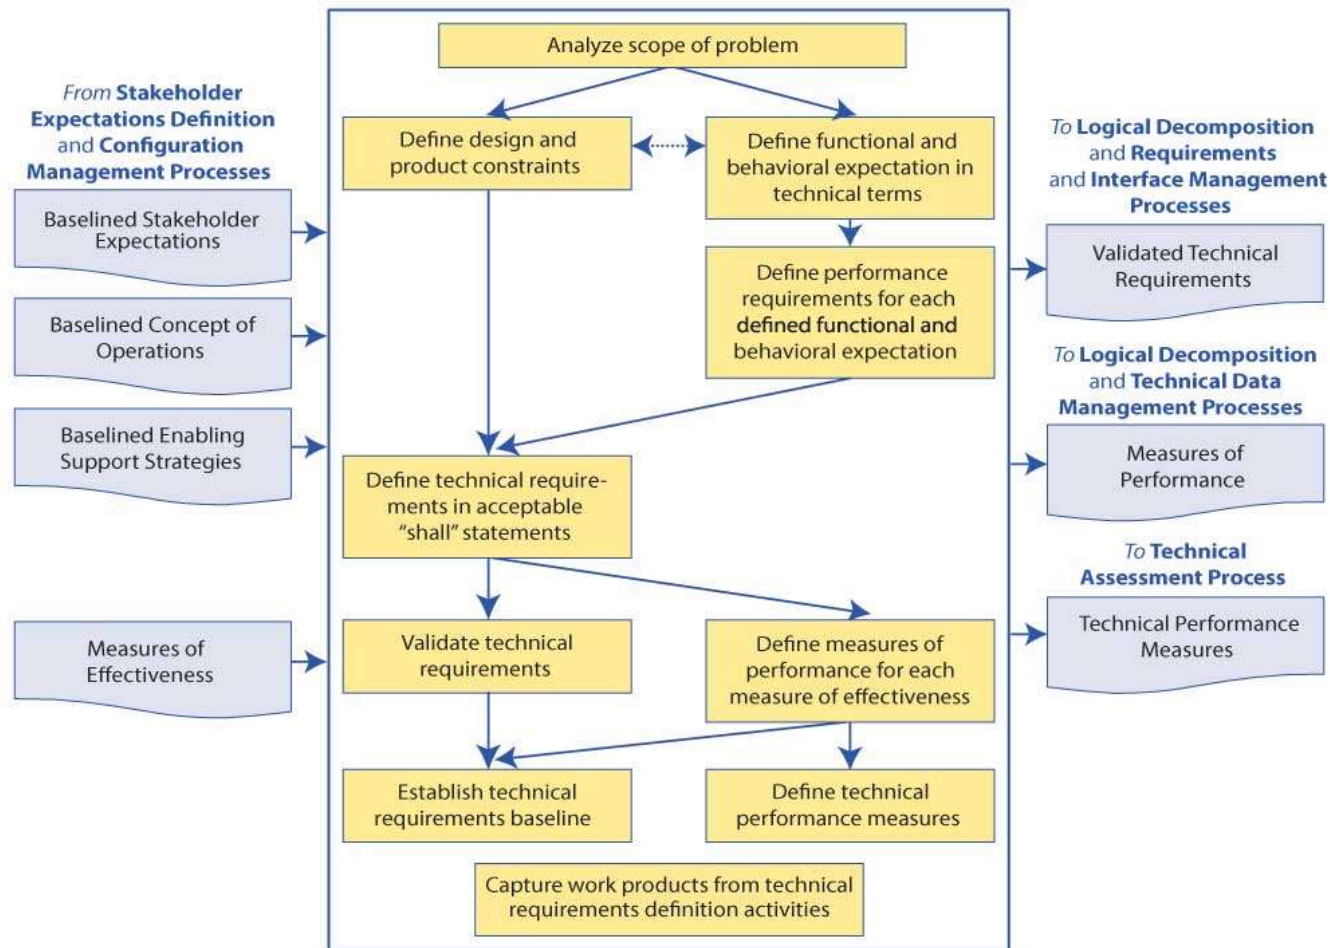 Analyze scope of problem
From Stakeholder
Expectations Definition
and Configuration
Management Processes
Baselined Stakeholder
Expectations
Baselined Concept of
Operations
Baselined Enabling
Support Strategies
Measures of
Effectiveness
Define design and
product constraints
Define functional and
behavioral expectation in
technical terms
Define performance
requirements for each
defined functional and
behavioral expectation
Define technical require-
ments in acceptable
“shall” statements
Validate technical
requirements
Define measures of
performance for each
measure of effectiveness
Establish technical
requirements baseline
Define technical
performance measures
Capture work products from technical
requirements definition activities
To Logical Decomposition
and Requirements
and Interface Management
Processes
Validated Technical
Requirements
To Logical Decomposition
and Technical Data
Management Processes
Measures of
Performance
To Technical
Assessment Process
Technical Performance
Measures